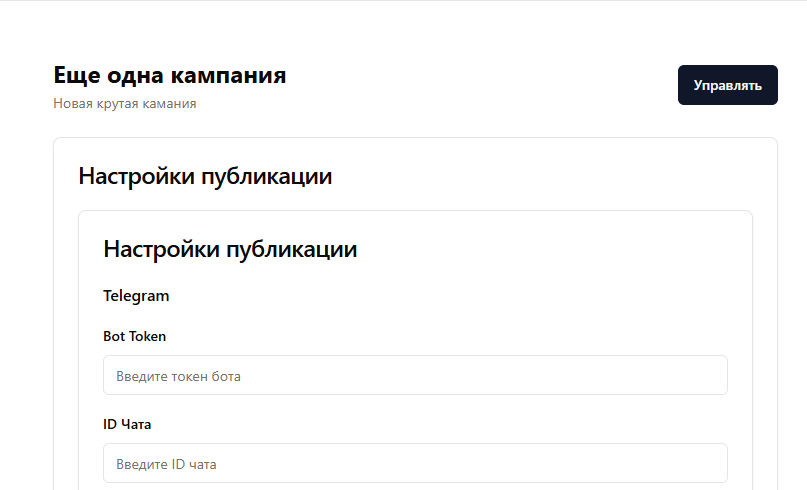 Еще одна кампания
Новая крутая камания
Управлять
Настройки публикации
Настройки публикации
Telegram
Bot Token
Введите токен бота
ID Чата
Введите ID чата